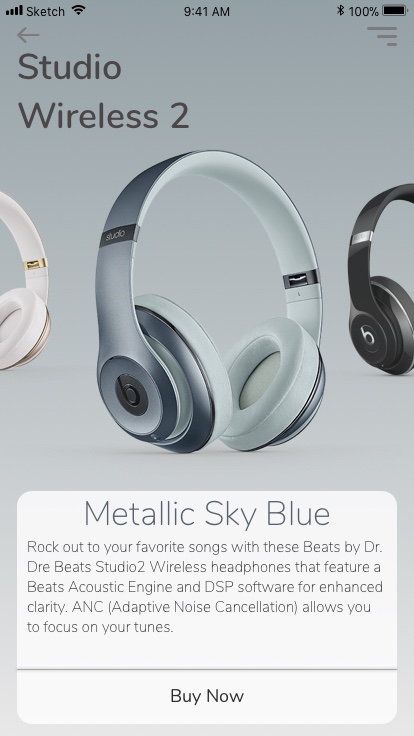 Sketch 9:41 AM 100%
Studio
Wireless 2
studio
b
b
b
Metallic Sky Blue
Rock out to your favorite songs with these Beats by Dr.
Dre Beats Studio2 Wireless headphones that feature a
Beats Acoustic Engine and DSP software for enhanced
clarity. ANC (Adaptive Noise Cancellation) allows you
to focus on your tunes.
Buy Now